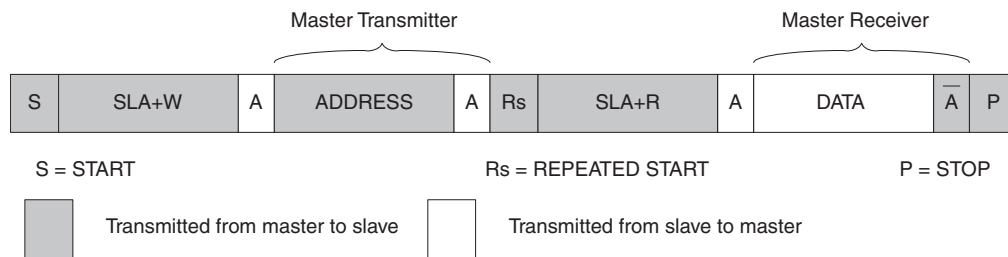 Master Transmitter Master Receiver
S SLA+W A ADDRESS A Rs SLA+R A DATA A̅ P
S = START Rs = REPEATED START P = STOP
Transmitted from master to slave Transmitted from slave to master